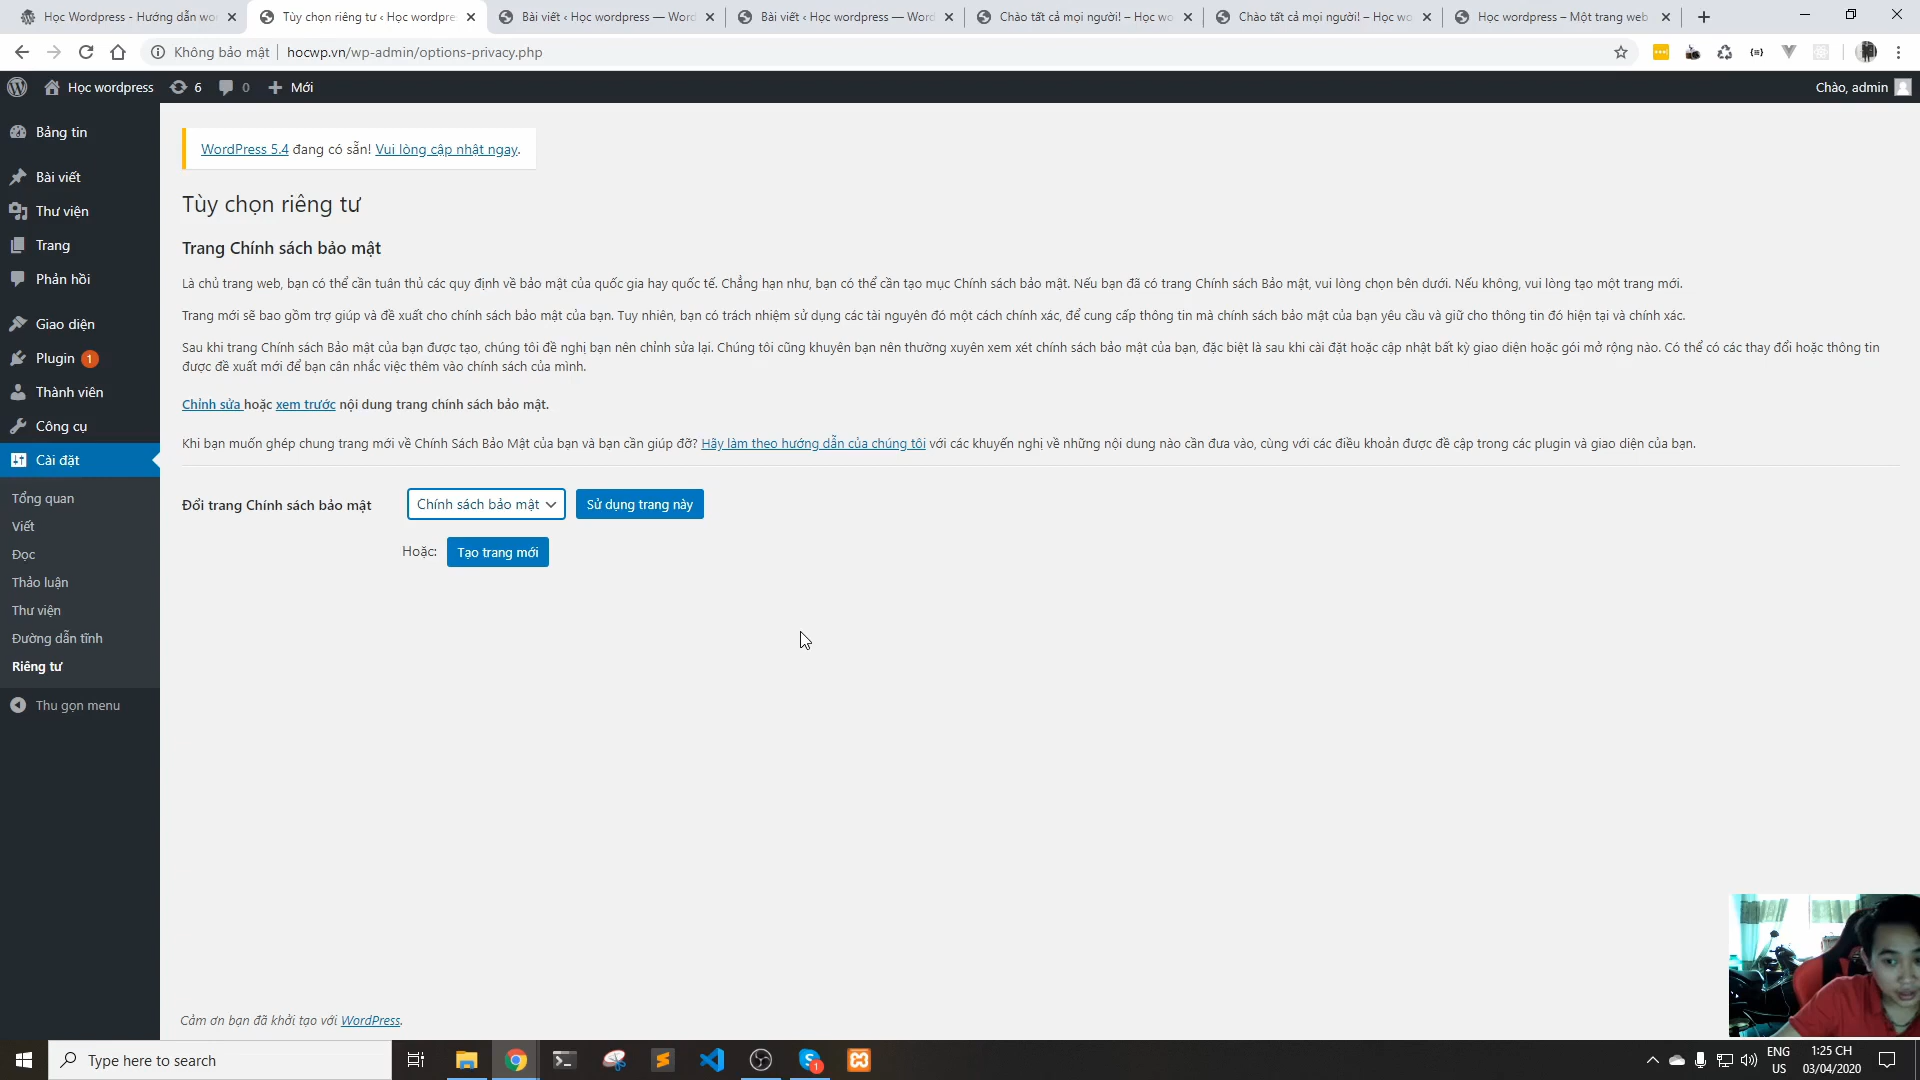 Học Wordpress - Hướng dẫn wor
Tùy chọn riêng tư ‹ Học wordpre
Bài viết ‹ Học wordpress — Word
Bài viết ‹ Học wordpress — Word
Chào tất cả mọi người! – Học wo
Chào tất cả mọi người! – Học wo
Học wordpress – Một trang web
Không bảo mật
hocwp.vn/wp-admin/options-privacy.php
Học wordpress
6
0
Mới
Chào, admin
Bảng tin
Bài viết
Thư viện
Trang
Phản hồi
Giao diện
Plugin 1
Thành viên
Công cụ
Cài đặt
Tổng quan
Viết
Đọc
Thảo luận
Thư viện
Đường dẫn tĩnh
Riêng tư
Thu gọn menu
WordPress 5.4 đang có sẵn! Vui lòng cập nhật ngay.
Tùy chọn riêng tư
Trang Chính sách bảo mật
Là chủ trang web, bạn có thể cần tuân thủ các quy định về bảo mật của quốc gia hay quốc tế. Chẳng hạn như, bạn có thể cần tạo mục Chính sách bảo mật. Nếu bạn đã có trang Chính sách Bảo mật, vui lòng chọn bên dưới. Nếu không, vui lòng tạo một trang mới.
Trang mới sẽ bao gồm trợ giúp và đề xuất cho chính sách bảo mật của bạn. Tuy nhiên, bạn có trách nhiệm sử dụng các tài nguyên đó một cách chính xác, để cung cấp thông tin mà chính sách bảo mật của bạn yêu cầu và giữ cho thông tin đó hiện tại và chính xác.
Sau khi trang Chính sách Bảo mật của bạn được tạo, chúng tôi đề nghị bạn nên chỉnh sửa lại. Chúng tôi cũng khuyên bạn nên thường xuyên xem xét chính sách bảo mật của bạn, đặc biệt là sau khi cài đặt hoặc cập nhật bất kỳ giao diện hoặc gói mở rộng nào. Có thể có các thay đổi hoặc thông tin
được đề xuất mới để bạn cân nhắc việc thêm vào chính sách của mình.
Chỉnh sửa hoặc xem trước nội dung trang chính sách bảo mật.
Khi bạn muốn ghép chung trang mới về Chính Sách Bảo Mật của bạn và bạn cần giúp đỡ? Hãy làm theo hướng dẫn của chúng tôi với các khuyến nghị về những nội dung nào cần đưa vào, cùng với các điều khoản được đề cập trong các plugin và giao diện của bạn.
Đổi trang Chính sách bảo mật
Chính sách bảo mật
Sử dụng trang này
Hoặc:
Tạo trang mới
Cảm ơn bạn đã khởi tạo với WordPress.
Type here to search
1
ENG
US
1:25 CH
03/04/2020